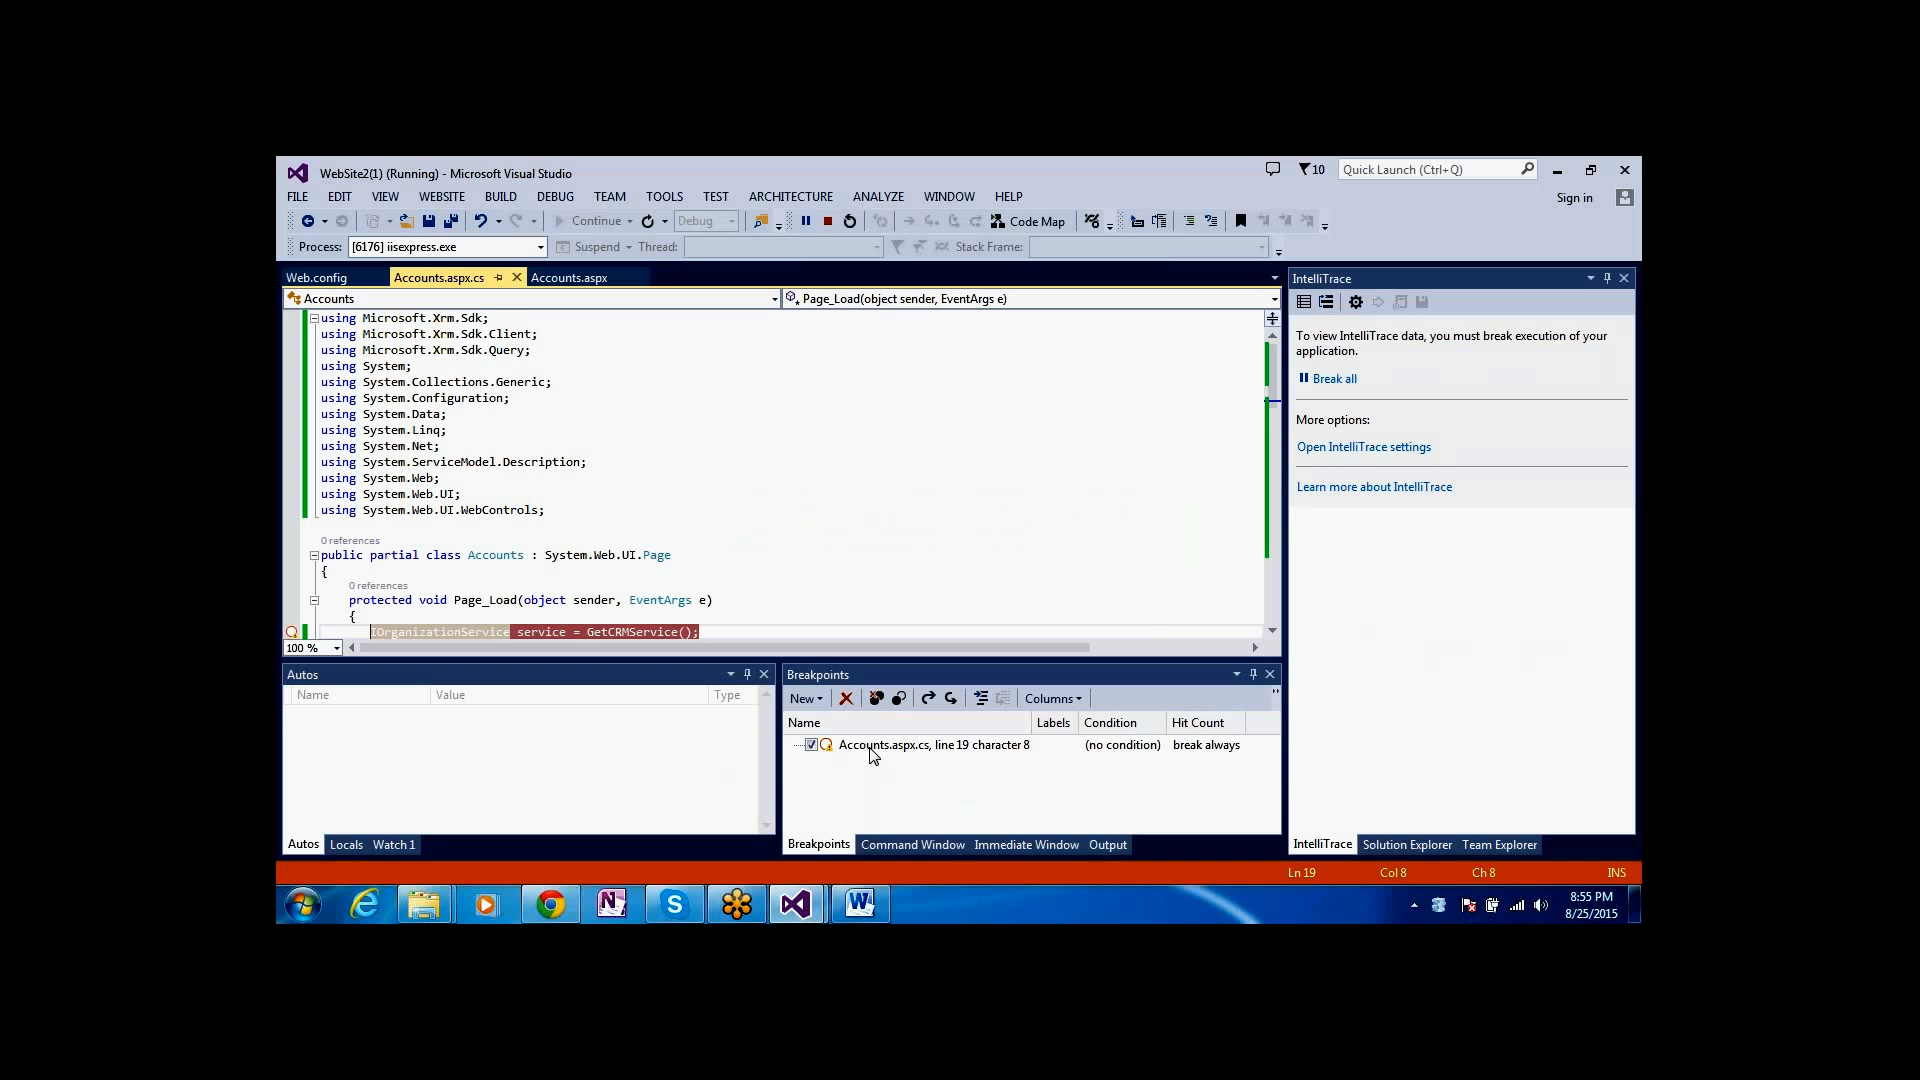 WebSite2(1) (Running) - Microsoft Visual Studio
10
Quick Launch (Ctrl+Q)
FILE EDIT VIEW WEBSITE BUILD DEBUG TEAM TOOLS TEST ARCHITECTURE ANALYZE WINDOW HELP
Sign in
Continue Debug Code Map
Process: [6176] iisexpress.exe Suspend Thread: Stack Frame:
Web.config Accounts.aspx.cs Accounts.aspx
Accounts Page_Load(object sender, EventArgs e)
using Microsoft.Xrm.Sdk;
using Microsoft.Xrm.Sdk.Client;
using Microsoft.Xrm.Sdk.Query;
using System;
using System.Collections.Generic;
using System.Configuration;
using System.Data;
using System.Linq;
using System.Net;
using System.ServiceModel.Description;
using System.Web;
using System.Web.UI;
using System.Web.UI.WebControls;
0 references
public partial class Accounts : System.Web.UI.Page
{
0 references
protected void Page_Load(object sender, EventArgs e)
{
IOrganizationService service = GetCRMService();
100 %
IntelliTrace
To view IntelliTrace data, you must break execution of your
application.
Break all
More options:
Open IntelliTrace settings
Learn more about IntelliTrace
Autos
Name Value Type
Autos Locals Watch 1
Breakpoints
New Columns
Name Labels Condition Hit Count
Accounts.aspx.cs, line 19 character 8 (no condition) break always
Breakpoints Command Window Immediate Window Output
IntelliTrace Solution Explorer Team Explorer
Ln 19 Col 8 Ch 8 INS
8:55 PM
8/25/2015